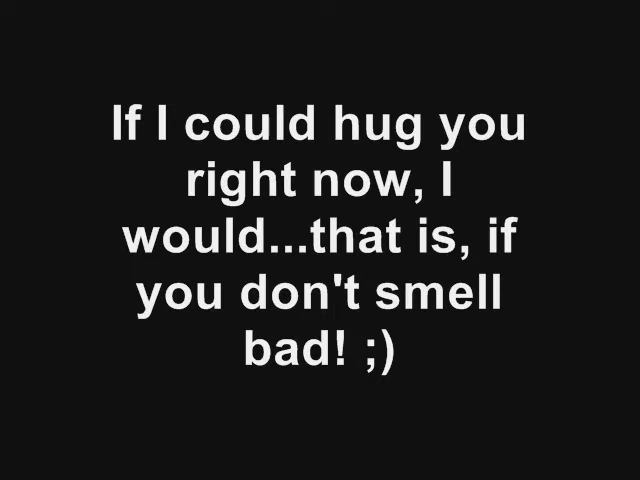 If I could hug you
right now, I
would...that is, if
you don't smell
bad! ;)